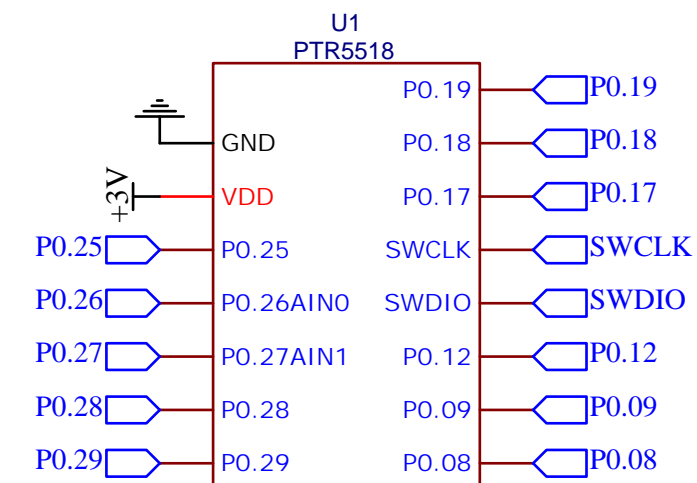 U1
PTR5518
P0.19 P0.19
GND P0.18 P0.18
+3V VDD P0.17 P0.17
P0.25 P0.25 SWCLK SWCLK
P0.26 P0.26AIN0 SWDIO SWDIO
P0.27 P0.27AIN1 P0.12 P0.12
P0.28 P0.28 P0.09 P0.09
P0.29 P0.29 P0.08 P0.08